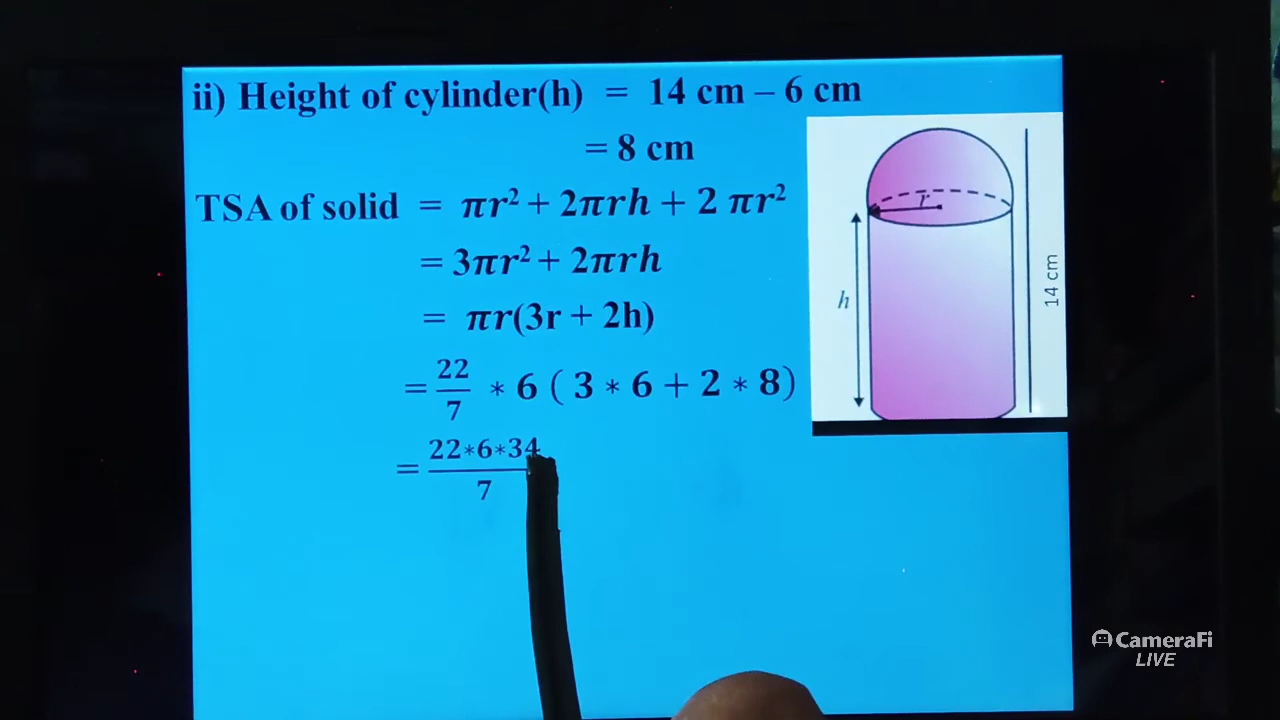 ii) Height of cylinder(h) = 14 cm – 6 cm
= 8 cm
TSA of solid = πr² + 2πrh + 2 πr²
= 3πr² + 2πrh
= πr(3r + 2h)
= 22/7 * 6 ( 3 * 6 + 2 * 8)
= 22*6*34/7
r
h
14 cm
CameraFi
LIVE